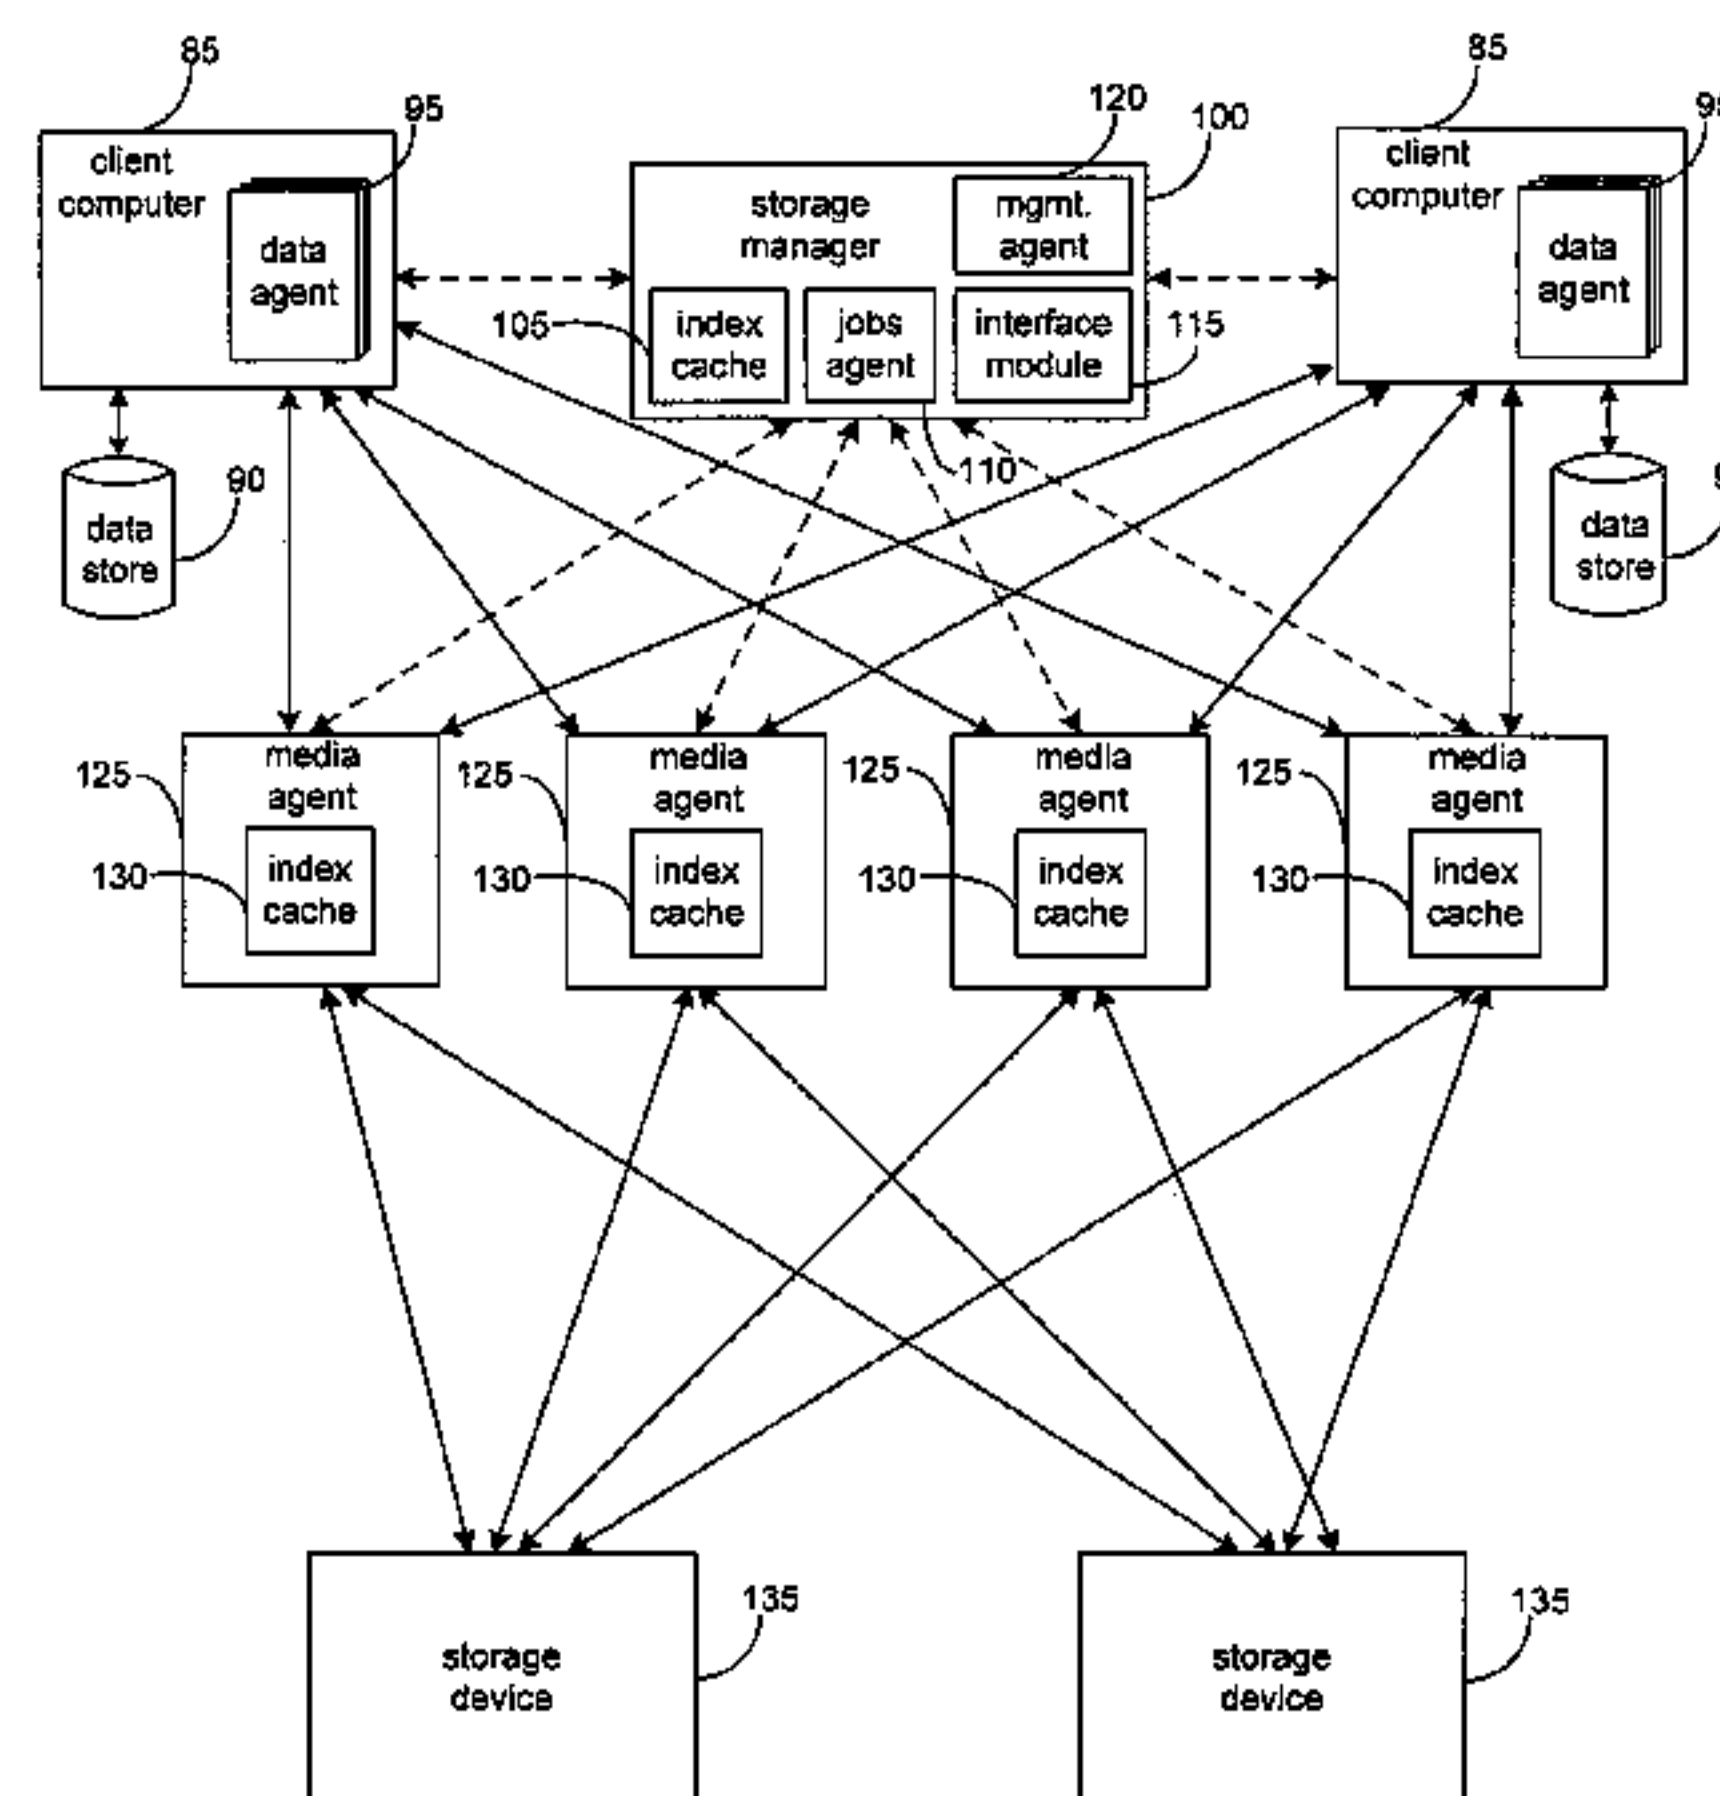 85
95
client
computer
data
agent
120
100
storage
manager
mgmt.
agent
105
index
cache
jobs
agent
interface
module
115
110
85
client
computer
data
agent
90
data
store
data
store
125
media
agent
130
index
cache
125
media
agent
130
index
cache
125
media
agent
130
index
cache
125
media
agent
130
index
cache
storage
device
135
storage
device
135